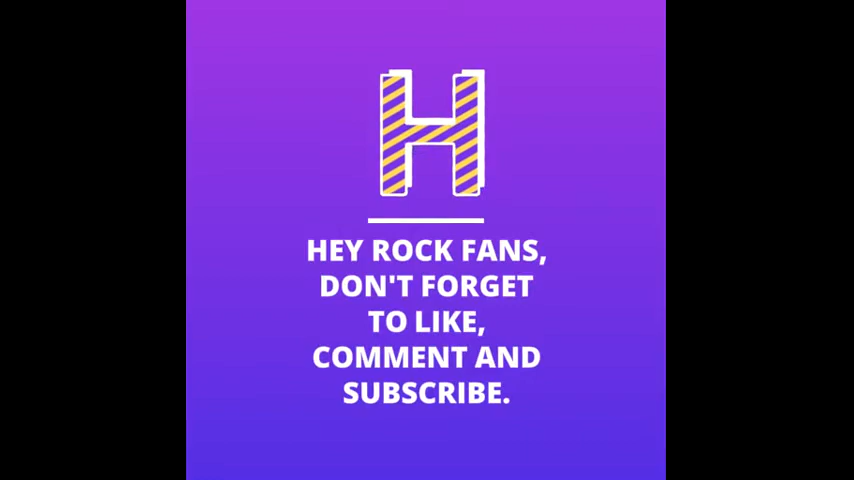 H
HEY ROCK FANS,
DON'T FORGET
TO LIKE,
COMMENT AND
SUBSCRIBE.